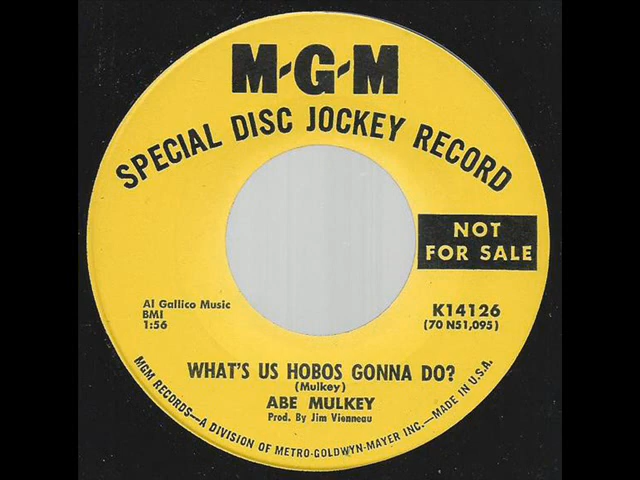 M-G-M
SPECIAL DISC JOCKEY RECORD
NOT
FOR SALE
Al Gallico Music
BMI
1:56
K14126
(70 N51,095)
WHAT'S US HOBOS GONNA DO?
(Mulkey)
ABE MULKEY
Prod. By Jim Vienneau
MGM RECORDS—A DIVISION OF METRO-GOLDWYN-MAYER INC.—MADE IN U.S.A.